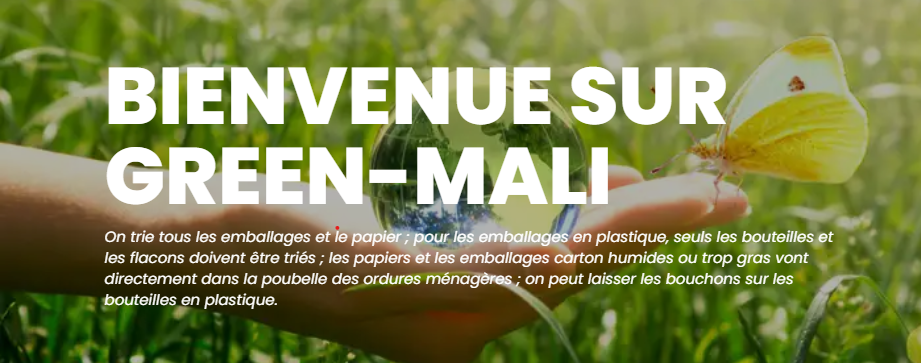 BIENVENUE SUR
GREEN-MALI
On trie tous les emballages et le papier ; pour les emballages en plastique, seuls les bouteilles et
les flacons doivent être triés ; les papiers et les emballages carton humides ou trop gras vont
directement dans la poubelle des ordures ménagères ; on peut laisser les bouchons sur les
bouteilles en plastique.